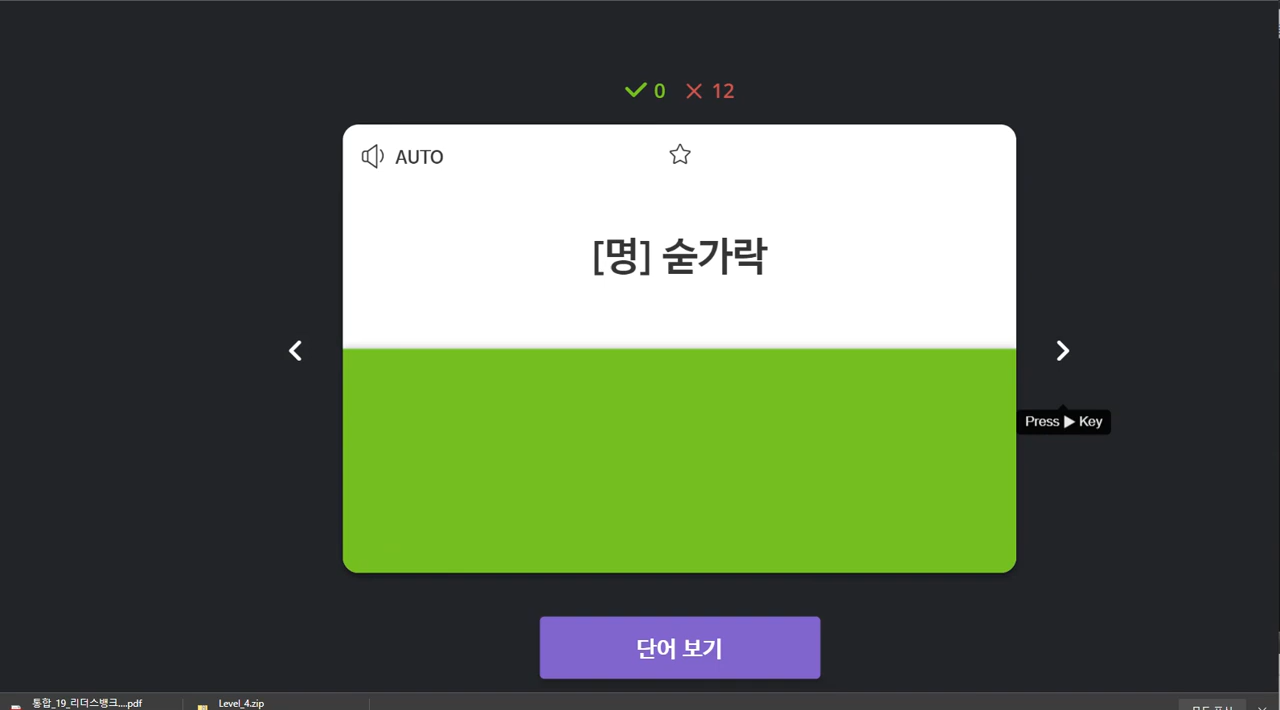 0 12
AUTO
[명] 숟가락
Press ▶ Key
단어 보기
통합_19_리더스뱅크....pdf
Level_4.zip